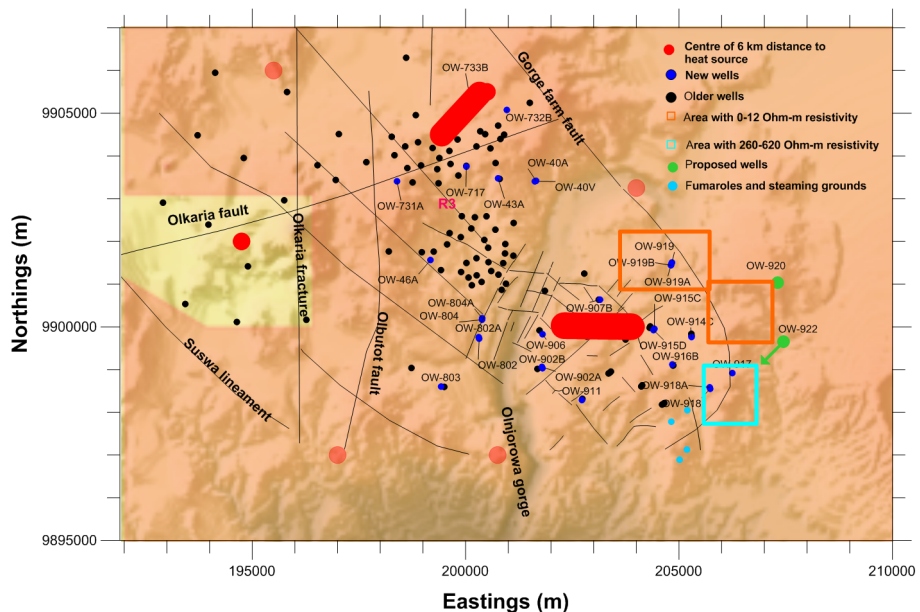 Centre of 6 km distance to
heat source
New wells
Older wells
Area with 0-12 Ohm-m resistivity
Area with 260-620 Ohm-m resistivity
Proposed wells
Fumaroles and steaming grounds
OW-733B
OW-732B
Gorge farm fault
OW-40A
OW-40V
OW-717
OW-43A
OW-731A
R3
Olkaria fault
Olkaria fracture
Olbutot fault
Suswa lineament
Olnjorowa gorge
OW-46A
OW-919
OW-919B
OW-919A
OW-920
OW-915C
OW-907B
OW-914C
OW-922
OW-804A
OW-804
OW-802A
OW-802
OW-906
OW-915D
OW-916B
OW-902B
OW-902A
OW-917
OW-803
OW-911
OW-918A
OW-918
9905000
9900000
9895000
Northings (m)
195000
200000
205000
210000
Eastings (m)